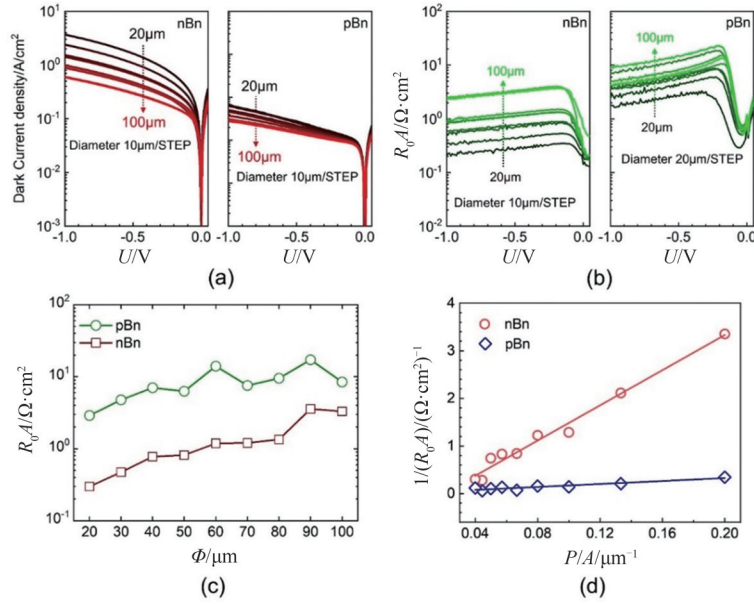 nBn
20μm
100μm
Diameter 10μm/STEP
Dark Current density/A/cm²
10¹
10⁰
10⁻¹
10⁻²
10⁻³
-1.0
-0.5
0.0
U/V
pBn
20μm
100μm
Diameter 10μm/STEP
-1.0
-0.5
0.0
U/V
(a)
nBn
100μm
20μm
Diameter 10μm/STEP
R₀A/Ω·cm²
10²
10¹
10⁰
10⁻¹
10⁻²
-1.0
-0.5
0.0
U/V
pBn
100μm
20μm
Diameter 20μm/STEP
-1.0
-0.5
0.0
U/V
(b)
pBn
nBn
R₀A/Ω·cm²
10²
10¹
10⁰
10⁻¹
20 30 40 50 60 70 80 90 100
Φ/μm
(c)
nBn
pBn
1/(R₀A)/(Ω·cm²)⁻¹
4
3
2
1
0
0.04 0.08 0.12 0.16 0.20
P/A/μm⁻¹
(d)